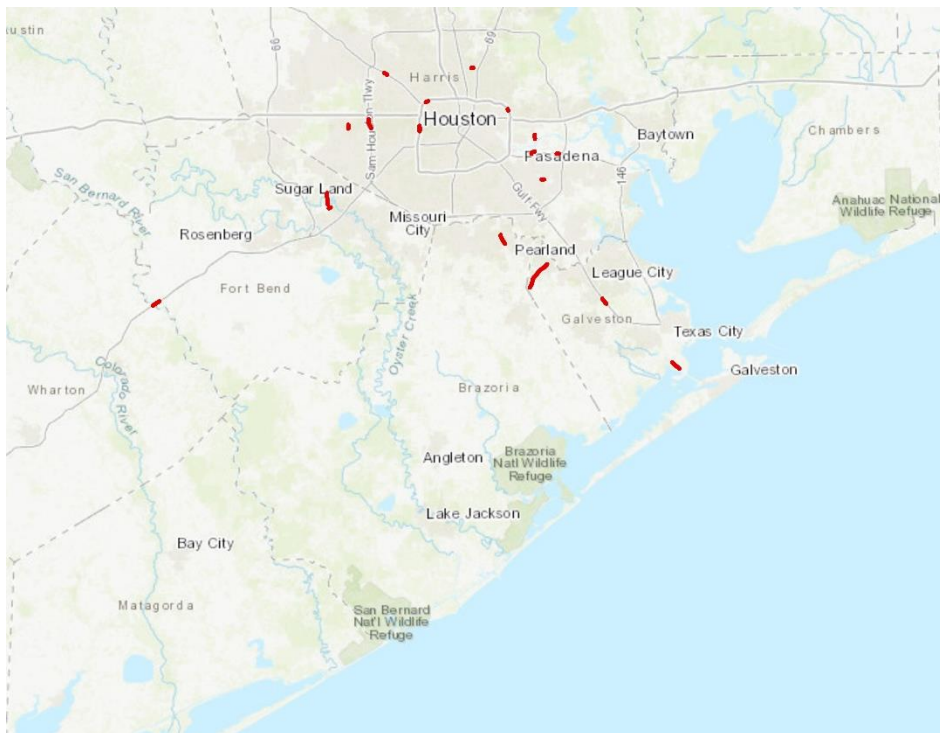 69
66
Harris
Sam Houston-Tlwy
Houston
Baytown
Chambers
Pasadena
146
San Bernard
River
Sugar Land
Gulf-Fwy
Anahuac National
Wildlife Refuge
Missouri
City
Rosenberg
Pearland
League City
Fort Bend
Galveston
Oyster Creek
Texas City
Colorado
River
Galveston
Wharton
Brazoria
Angleton
Brazoria
Natl Wildlife
Refuge
Lake Jackson
Bay City
Matagorda
San Bernard
Nat'l Wildlife
Refuge